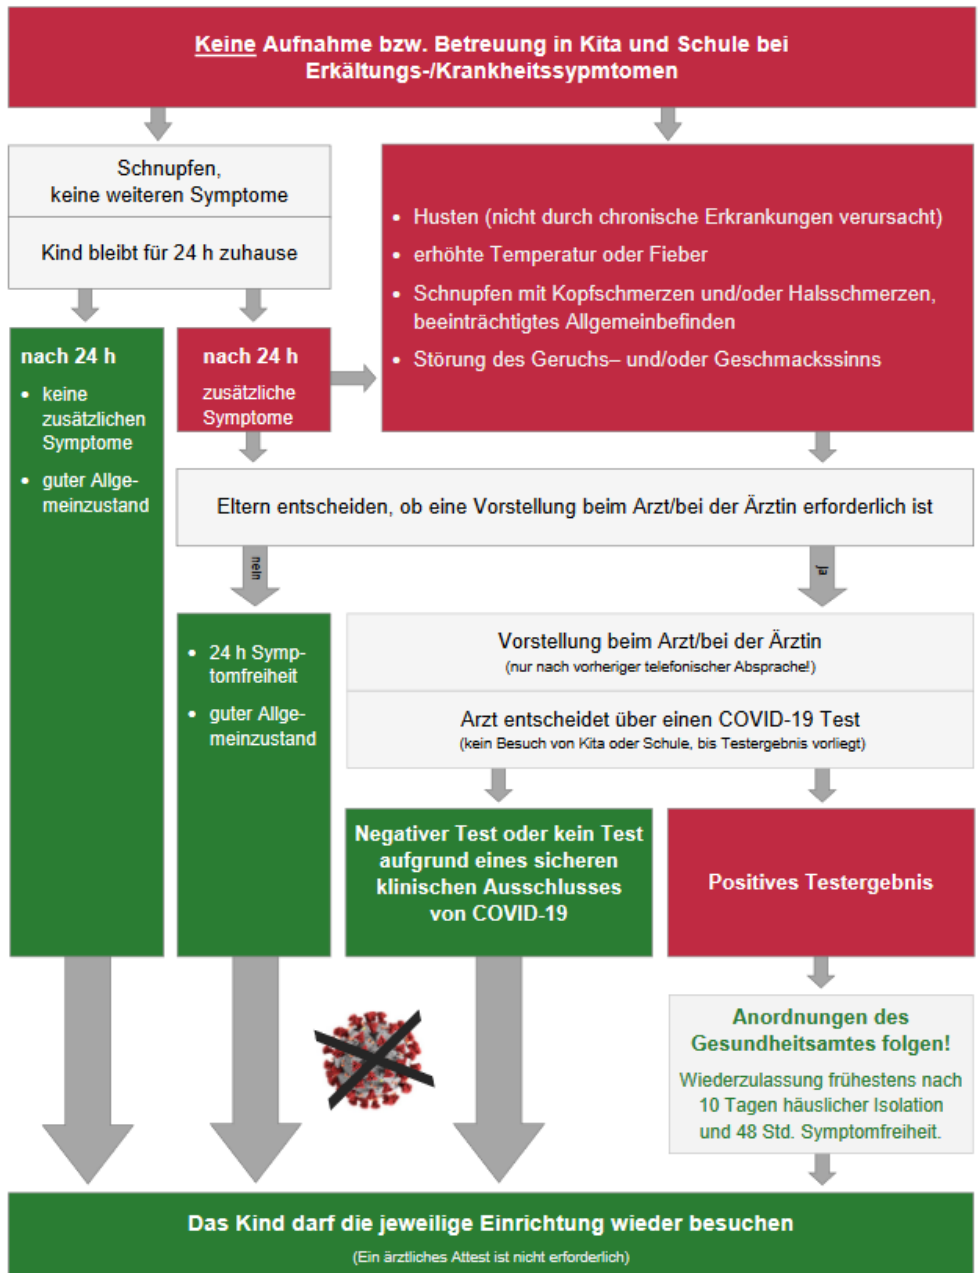 Keine Aufnahme bzw. Betreuung in Kita und Schule bei
Erkältungs-/Krankheitssypmtomen
Schnupfen,
keine weiteren Symptome
Kind bleibt für 24 h zuhause
• Husten (nicht durch chronische Erkrankungen verursacht)
• erhöhte Temperatur oder Fieber
• Schnupfen mit Kopfschmerzen und/oder Halsschmerzen,
beeinträchtigtes Allgemeinbefinden
• Störung des Geruchs– und/oder Geschmackssinns
nach 24 h
• keine
zusätzlichen
Symptome
• guter Allge-
meinzustand
nach 24 h
zusätzliche
Symptome
Eltern entscheiden, ob eine Vorstellung beim Arzt/bei der Ärztin erforderlich ist
nein
ja
• 24 h Symp-
tomfreiheit
• guter Allge-
meinzustand
Vorstellung beim Arzt/bei der Ärztin
(nur nach vorheriger telefonischer Absprache!)
Arzt entscheidet über einen COVID-19 Test
(kein Besuch von Kita oder Schule, bis Testergebnis vorliegt)
Negativer Test oder kein Test
aufgrund eines sicheren
klinischen Ausschlusses
von COVID-19
Positives Testergebnis
Anordnungen des
Gesundheitsamtes folgen!
Wiederzulassung frühestens nach
10 Tagen häuslicher Isolation
und 48 Std. Symptomfreiheit.
Das Kind darf die jeweilige Einrichtung wieder besuchen
(Ein ärztliches Attest ist nicht erforderlich)